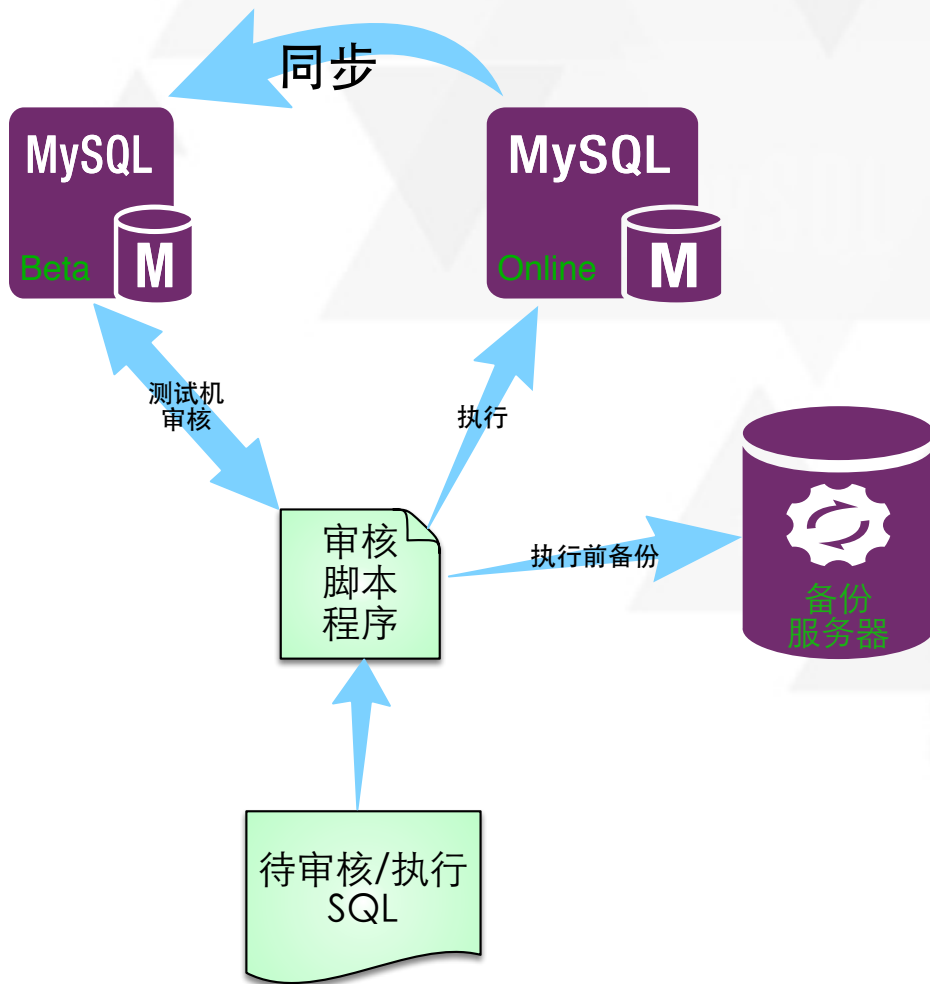 同步
MySQL
Beta
M
MySQL
Online
M
测试机
审核
执行
审核
脚本
程序
执行前备份
备份
服务器
待审核/执行
SQL